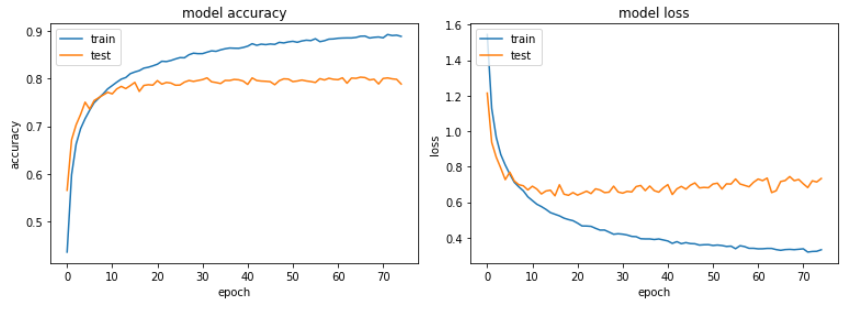 model accuracy
train
test
0.9
0.8
0.7
0.6
0.5
accuracy
0 10 20 30 40 50 60 70
epoch
model loss
train
test
1.6
1.4
1.2
1.0
0.8
0.6
0.4
loss
0 10 20 30 40 50 60 70
epoch